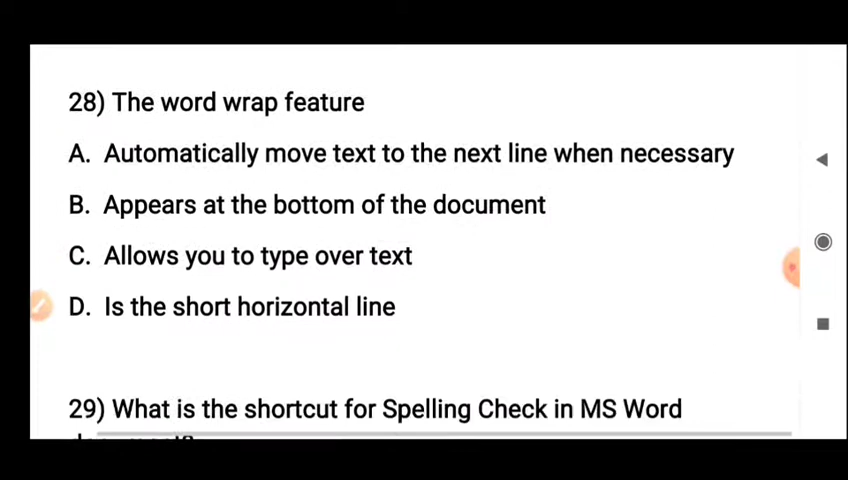 28) The word wrap feature
A. Automatically move text to the next line when necessary
B. Appears at the bottom of the document
C. Allows you to type over text
D. Is the short horizontal line
29) What is the shortcut for Spelling Check in MS Word